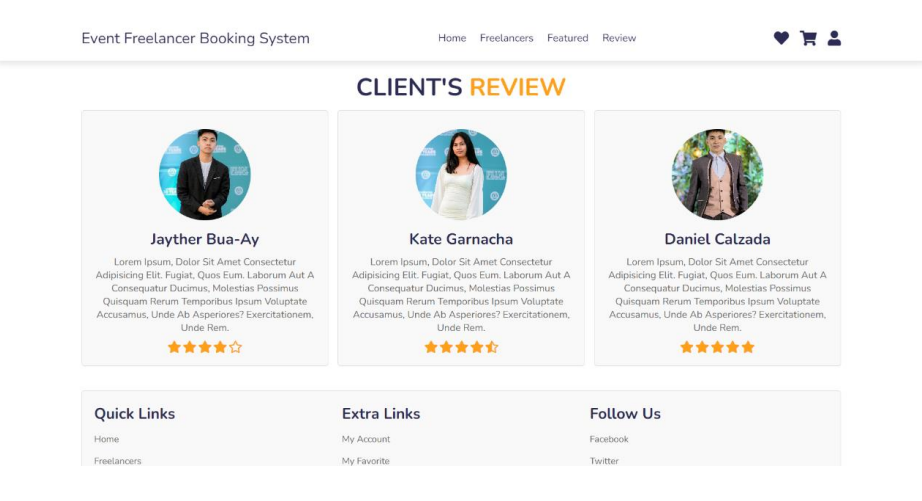 Event Freelancer Booking System
Home Freelancers Featured Review
CLIENT'S REVIEW
Jayther Bua-Ay
Lorem Ipsum, Dolor Sit Amet Consectetur
Adipisicing Elit. Fugiat, Quos Eum. Laborum Aut A
Consequatur Ducimus, Molestias Possimus
Quisquam Rerum Temporibus Ipsum Voluptate
Accusamus, Unde Ab Asperiores? Exercitationem,
Unde Rem.
Kate Garnacha
Lorem Ipsum, Dolor Sit Amet Consectetur
Adipisicing Elit. Fugiat, Quos Eum. Laborum Aut A
Consequatur Ducimus, Molestias Possimus
Quisquam Rerum Temporibus Ipsum Voluptate
Accusamus, Unde Ab Asperiores? Exercitationem,
Unde Rem.
Daniel Calzada
Lorem Ipsum, Dolor Sit Amet Consectetur
Adipisicing Elit. Fugiat, Quos Eum. Laborum Aut A
Consequatur Ducimus, Molestias Possimus
Quisquam Rerum Temporibus Ipsum Voluptate
Accusamus, Unde Ab Asperiores? Exercitationem,
Unde Rem.
Quick Links
Home
Freelancers
Extra Links
My Account
My Favorite
Follow Us
Facebook
Twitter